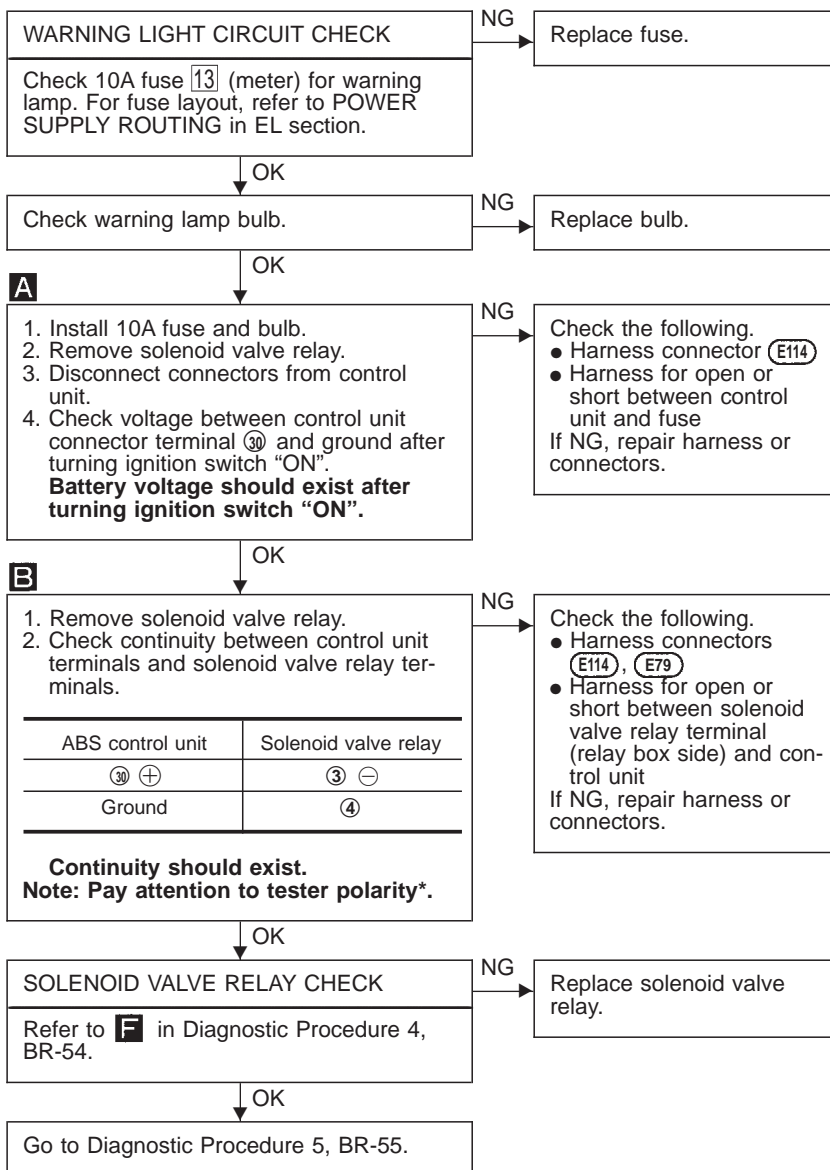 WARNING LIGHT CIRCUIT CHECK
NG
Replace fuse.
Check 10A fuse 13 (meter) for warning
lamp. For fuse layout, refer to POWER
SUPPLY ROUTING in EL section.
OK
Check warning lamp bulb.
NG
Replace bulb.
OK
A
1. Install 10A fuse and bulb.
2. Remove solenoid valve relay.
3. Disconnect connectors from control
unit.
4. Check voltage between control unit
connector terminal ㉚ and ground after
turning ignition switch “ON”.
Battery voltage should exist after
turning ignition switch “ON”.
NG
Check the following.
● Harness connector E114
● Harness for open or
short between control
unit and fuse
If NG, repair harness or
connectors.
OK
B
1. Remove solenoid valve relay.
2. Check continuity between control unit
terminals and solenoid valve relay ter-
minals.
ABS control unit Solenoid valve relay
㉚ ⊕ ③ ⊖
Ground ④
Continuity should exist.
Note: Pay attention to tester polarity*.
NG
Check the following.
● Harness connectors
E114, E79
● Harness for open or
short between solenoid
valve relay terminal
(relay box side) and con-
trol unit
If NG, repair harness or
connectors.
OK
SOLENOID VALVE RELAY CHECK
NG
Replace solenoid valve
relay.
Refer to F in Diagnostic Procedure 4,
BR-54.
OK
Go to Diagnostic Procedure 5, BR-55.